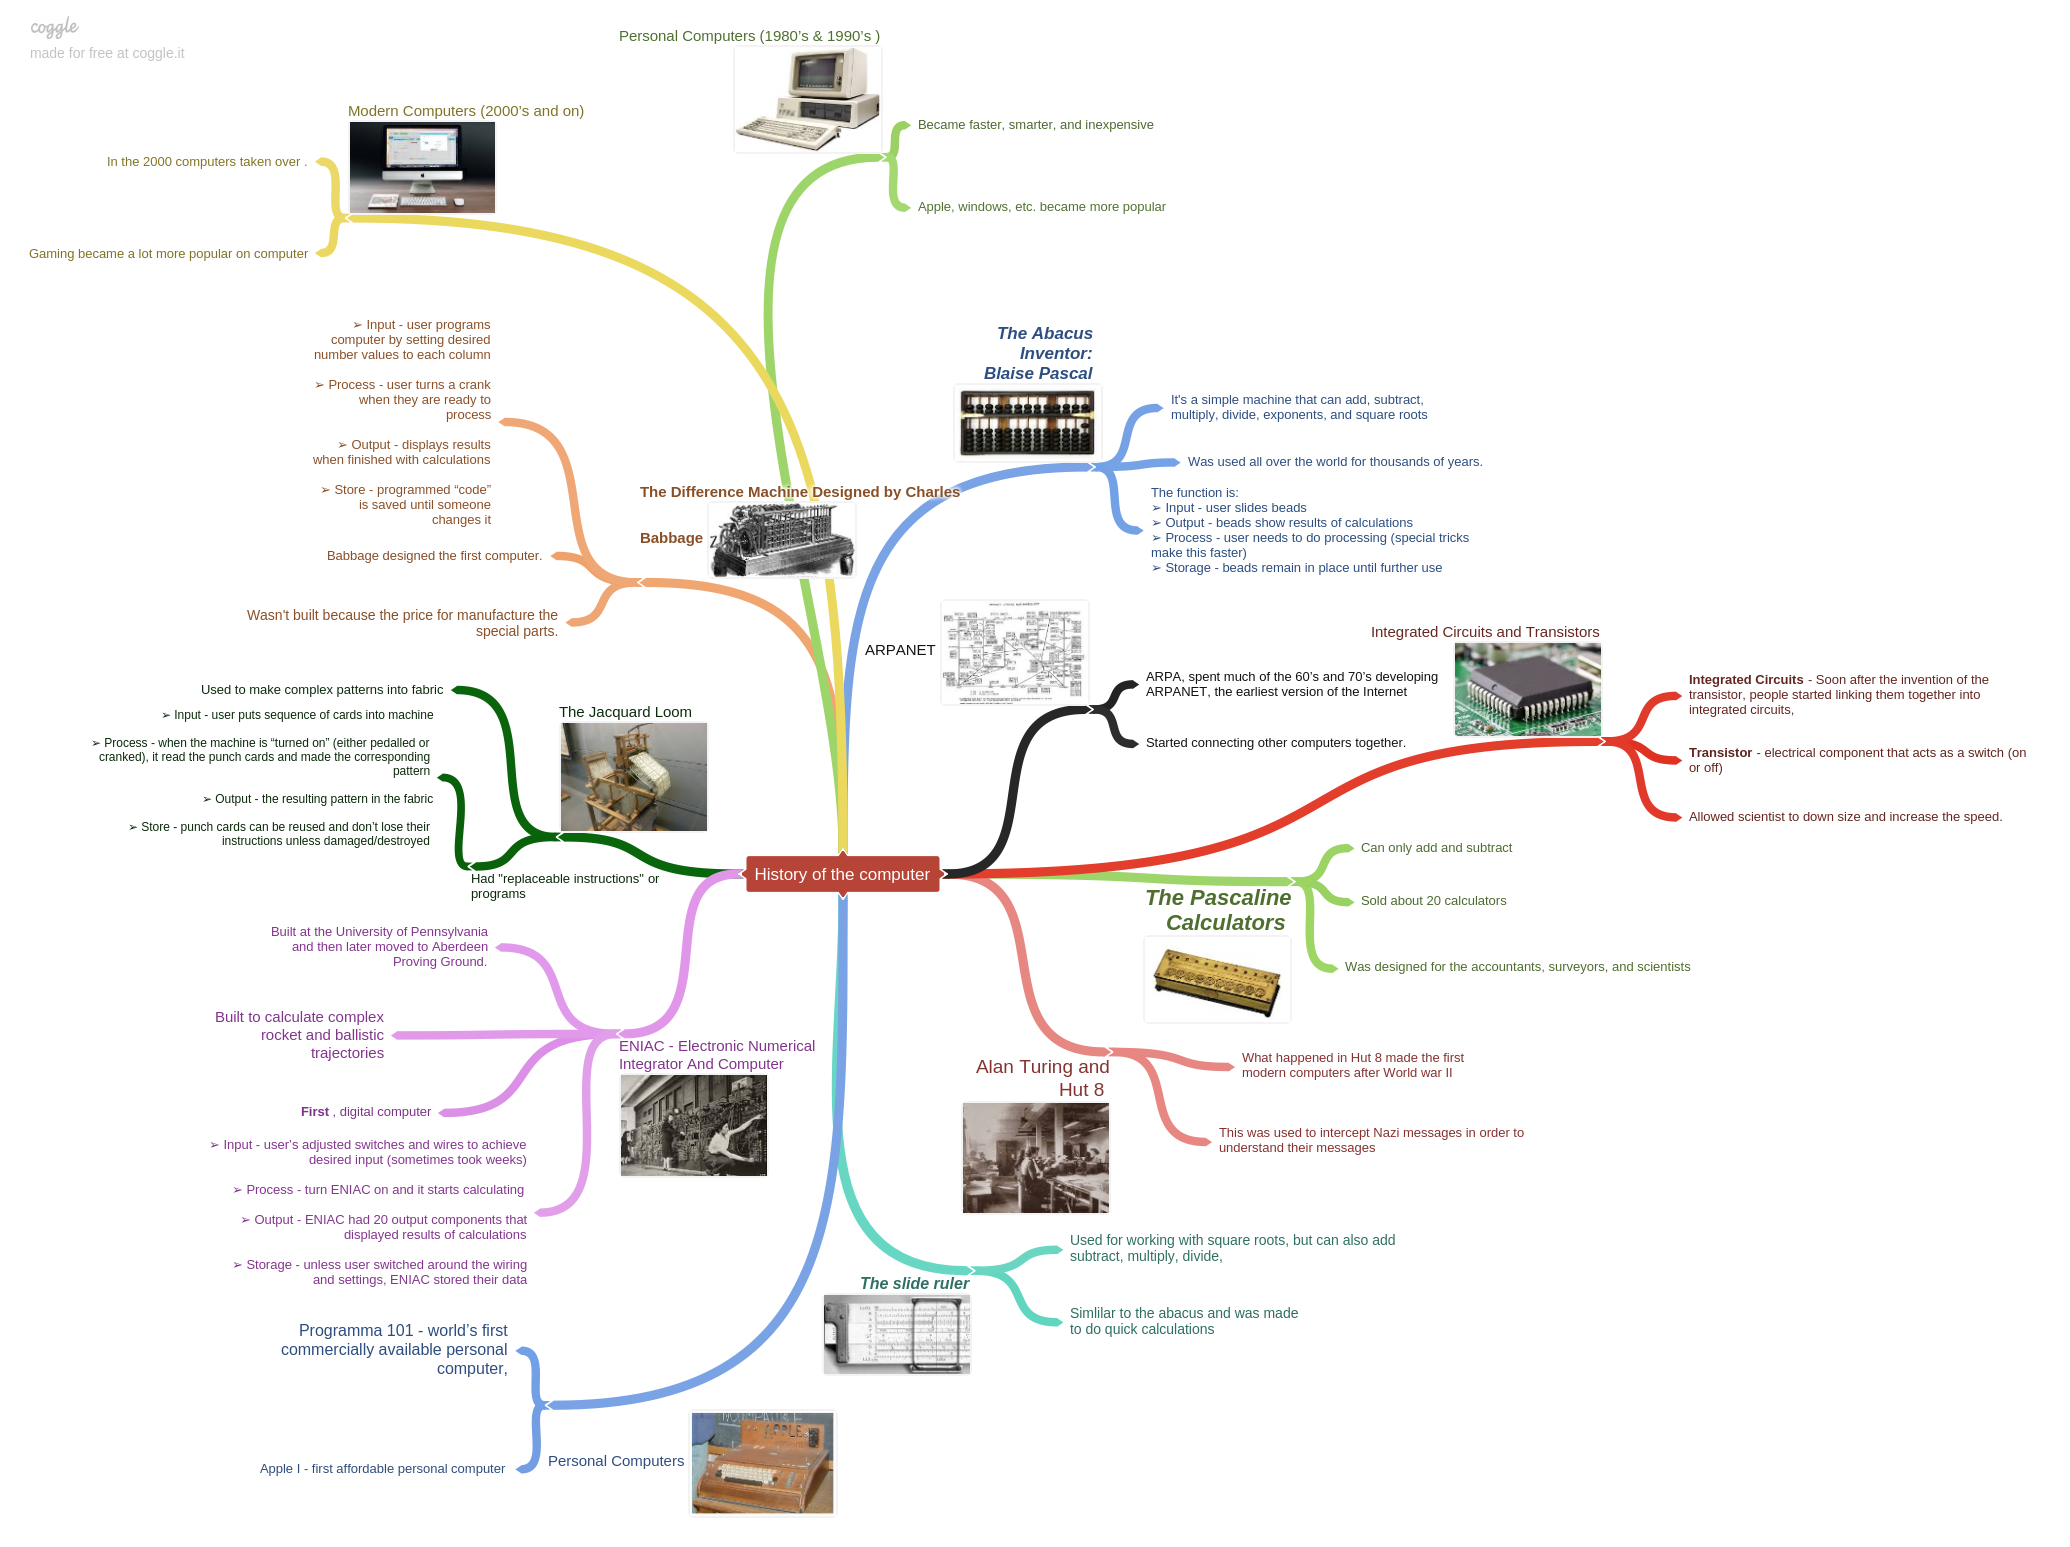 coggle
made for free at coggle.it
Personal Computers (1980’s & 1990’s )
Became faster, smarter, and inexpensive
Apple, windows, etc. became more popular
Modern Computers (2000’s and on)
In the 2000 computers taken over .
Gaming became a lot more popular on computer
➢ Input - user programs
computer by setting desired
number values to each column
➢ Process - user turns a crank
when they are ready to
process
➢ Output - displays results
when finished with calculations
➢ Store - programmed “code”
is saved until someone
changes it
Babbage designed the first computer.
Wasn't built because the price for manufacture the
special parts.
The Difference Machine Designed by Charles
Babbage
The Abacus
Inventor:
Blaise Pascal
It's a simple machine that can add, subtract,
multiply, divide, exponents, and square roots
Was used all over the world for thousands of years.
The function is:
➢ Input - user slides beads
➢ Output - beads show results of calculations
➢ Process - user needs to do processing (special tricks
make this faster)
➢ Storage - beads remain in place until further use
ARPANET
ARPA, spent much of the 60’s and 70’s developing
ARPANET, the earliest version of the Internet
Started connecting other computers together.
Integrated Circuits and Transistors
Integrated Circuits - Soon after the invention of the
transistor, people started linking them together into
integrated circuits,
Transistor - electrical component that acts as a switch (on
or off)
Allowed scientist to down size and increase the speed.
Used to make complex patterns into fabric
➢ Input - user puts sequence of cards into machine
➢ Process - when the machine is “turned on” (either pedalled or
cranked), it read the punch cards and made the corresponding
pattern
➢ Output - the resulting pattern in the fabric
➢ Store - punch cards can be reused and don’t lose their
instructions unless damaged/destroyed
The Jacquard Loom
Had "replaceable instructions" or
programs
History of the computer
Can only add and subtract
Sold about 20 calculators
Was designed for the accountants, surveyors, and scientists
The Pascaline
Calculators
Built at the University of Pennsylvania
and then later moved to Aberdeen
Proving Ground.
Built to calculate complex
rocket and ballistic
trajectories
First , digital computer
➢ Input - user’s adjusted switches and wires to achieve
desired input (sometimes took weeks)
➢ Process - turn ENIAC on and it starts calculating
➢ Output - ENIAC had 20 output components that
displayed results of calculations
➢ Storage - unless user switched around the wiring
and settings, ENIAC stored their data
ENIAC - Electronic Numerical
Integrator And Computer
Alan Turing and
Hut 8
What happened in Hut 8 made the first
modern computers after World war II
This was used to intercept Nazi messages in order to
understand their messages
The slide ruler
Used for working with square roots, but can also add
subtract, multiply, divide,
Simlilar to the abacus and was made
to do quick calculations
Programma 101 - world’s first
commercially available personal
computer,
Apple I - first affordable personal computer
Personal Computers
APPLE